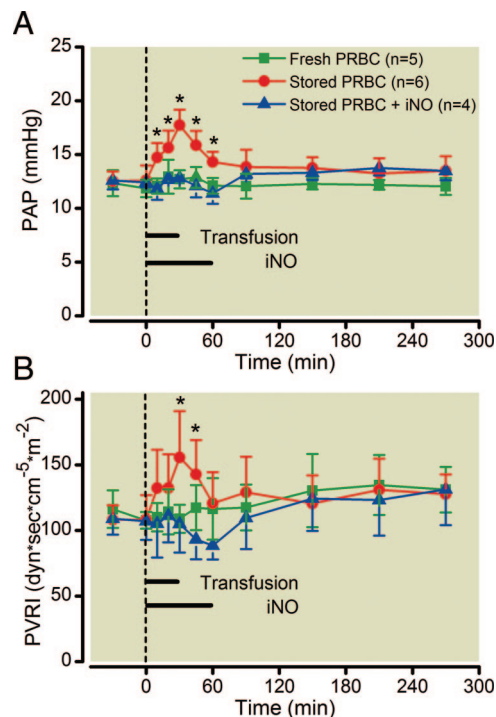 A
25
20
15
10
5
0
PAP (mmHg)
Fresh PRBC (n=5)
Stored PRBC (n=6)
Stored PRBC + iNO (n=4)
* * * * *
Transfusion
iNO
0 60 120 180 240 300
Time (min)
B
200
150
100
50
0
PVRI (dyn*sec*cm-5*m-2)
* *
Transfusion
iNO
0 60 120 180 240 300
Time (min)